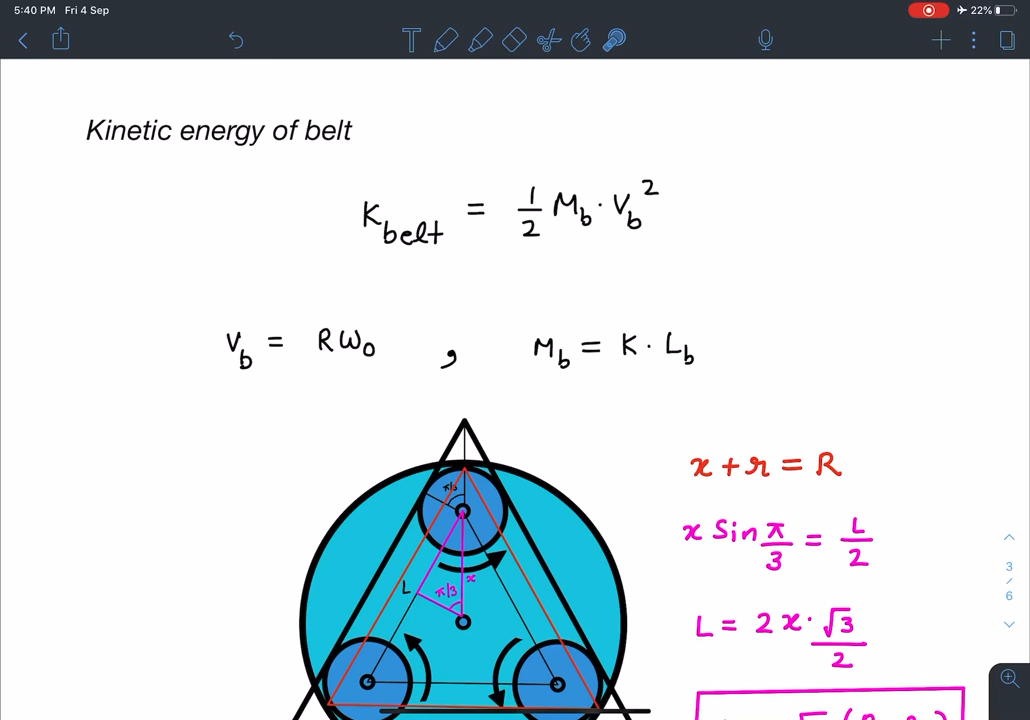 5:40 PM Fri 4 Sep
22%
Kinetic energy of belt
K_belt = 1/2 M_b · V_b^2
V_b = Rω_0 , M_b = K · L_b
x + r = R
x Sin π/3 = L/2
L = 2x · √3/2
π/3
L
π/3
x
3
/
6